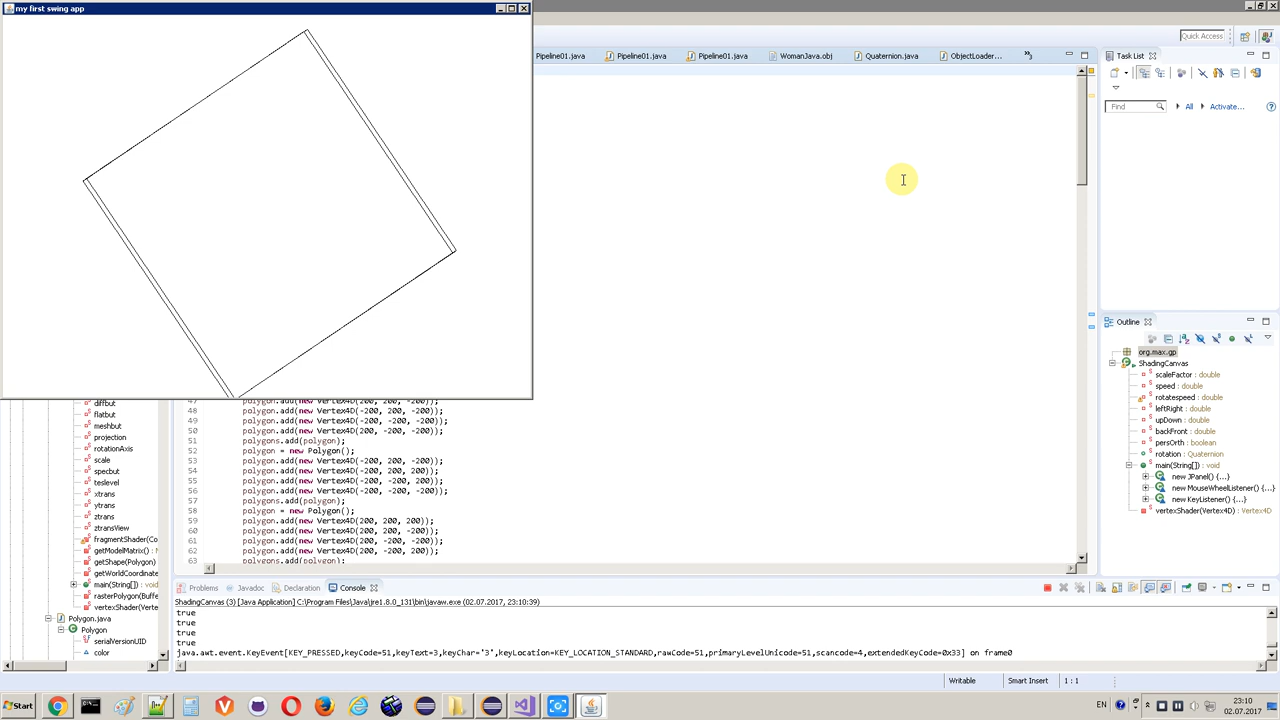 my first swing app
Quick Access
Pipeline01.java
Pipeline01.java
Pipeline01.java
WomanJava.obj
Quaternion.java
ObjectLoader...
Task List
Find
All
Activate...
Outline
org.max.gp
ShadingCanvas
scaleFactor : double
speed : double
rotatespeed : double
leftRight : double
upDown : double
backFront : double
persOrth : boolean
rotation : Quaternion
main(String[]) : void
new JPanel() {...}
new MouseWheelListener() {...}
new KeyListener() {...}
vertexShader(Vertex4D) : Vertex4D
diffbut
flatbut
meshbut
projection
rotationAxis
scale
specbut
teslevel
xtrans
ytrans
ztrans
ztransView
fragmentShader(Co
getModelMatrix() : M
getShape(Polygon)
getWorldCoordinate
main(String[]) : void
rasterPolygon(Buffe
vertexShader(Verte
Polygon.java
Polygon
serialVersionUID
color
48 polygon.add(new Vertex4D(-200, 200, -200));
49 polygon.add(new Vertex4D(-200, -200, -200));
50 polygon.add(new Vertex4D(200, -200, -200));
51 polygons.add(polygon);
52 polygon = new Polygon();
53 polygon.add(new Vertex4D(-200, -200, 200));
54 polygon.add(new Vertex4D(-200, 200, 200));
55 polygon.add(new Vertex4D(-200, 200, -200));
56 polygon.add(new Vertex4D(-200, -200, -200));
57 polygons.add(polygon);
58 polygon = new Polygon();
59 polygon.add(new Vertex4D(200, 200, 200));
60 polygon.add(new Vertex4D(200, 200, -200));
61 polygon.add(new Vertex4D(200, -200, -200));
62 polygon.add(new Vertex4D(200, -200, 200));
63 polygons.add(polygon);
Problems
Javadoc
Declaration
Console
ShadingCanvas (3) [Java Application] C:\Program Files\Java\jre1.8.0_131\bin\javaw.exe (02.07.2017, 23:10:39)
true
true
true
true
java.awt.event.KeyEvent[KEY_PRESSED,keyCode=51,keyText=3,keyChar='3',keyLocation=KEY_LOCATION_STANDARD,rawCode=51,primaryLevelUnicode=51,scancode=4,extendedKeyCode=0x33] on frame0
Writable
Smart Insert
1 : 1
Start
EN
23:10
02.07.2017